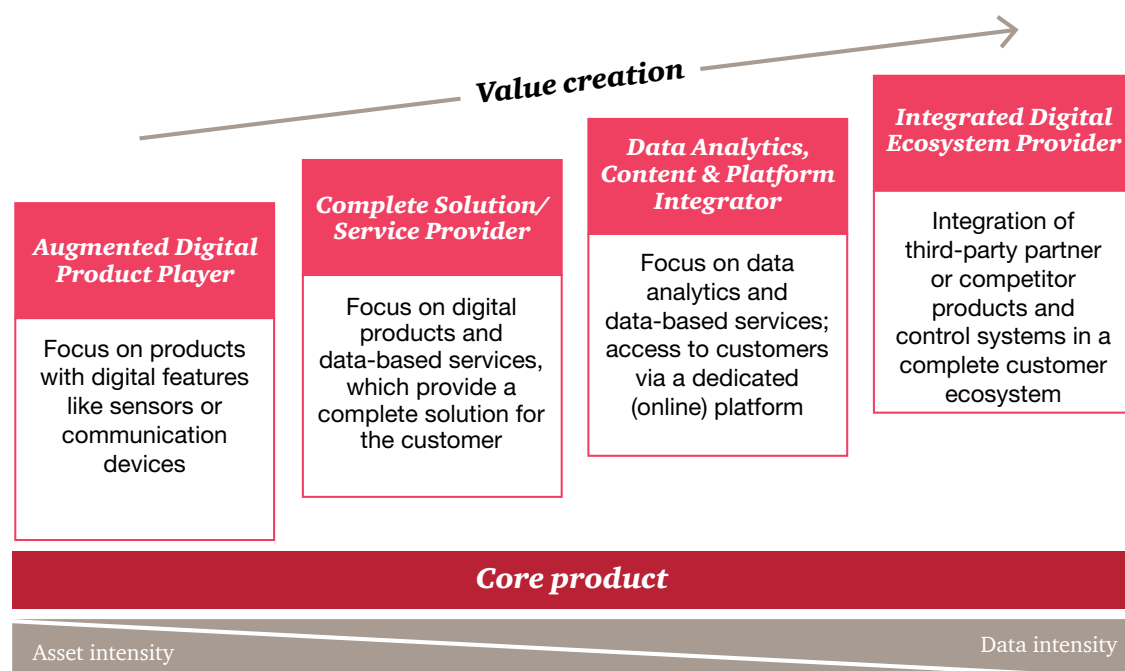 Value creation
Augmented Digital
Product Player
Focus on products
with digital features
like sensors or
communication
devices
Complete Solution/
Service Provider
Focus on digital
products and
data-based services,
which provide a
complete solution for
the customer
Data Analytics,
Content & Platform
Integrator
Focus on data
analytics and
data-based services;
access to customers
via a dedicated
(online) platform
Integrated Digital
Ecosystem Provider
Integration of
third-party partner
or competitor
products and
control systems in a
complete customer
ecosystem
Core product
Asset intensity
Data intensity